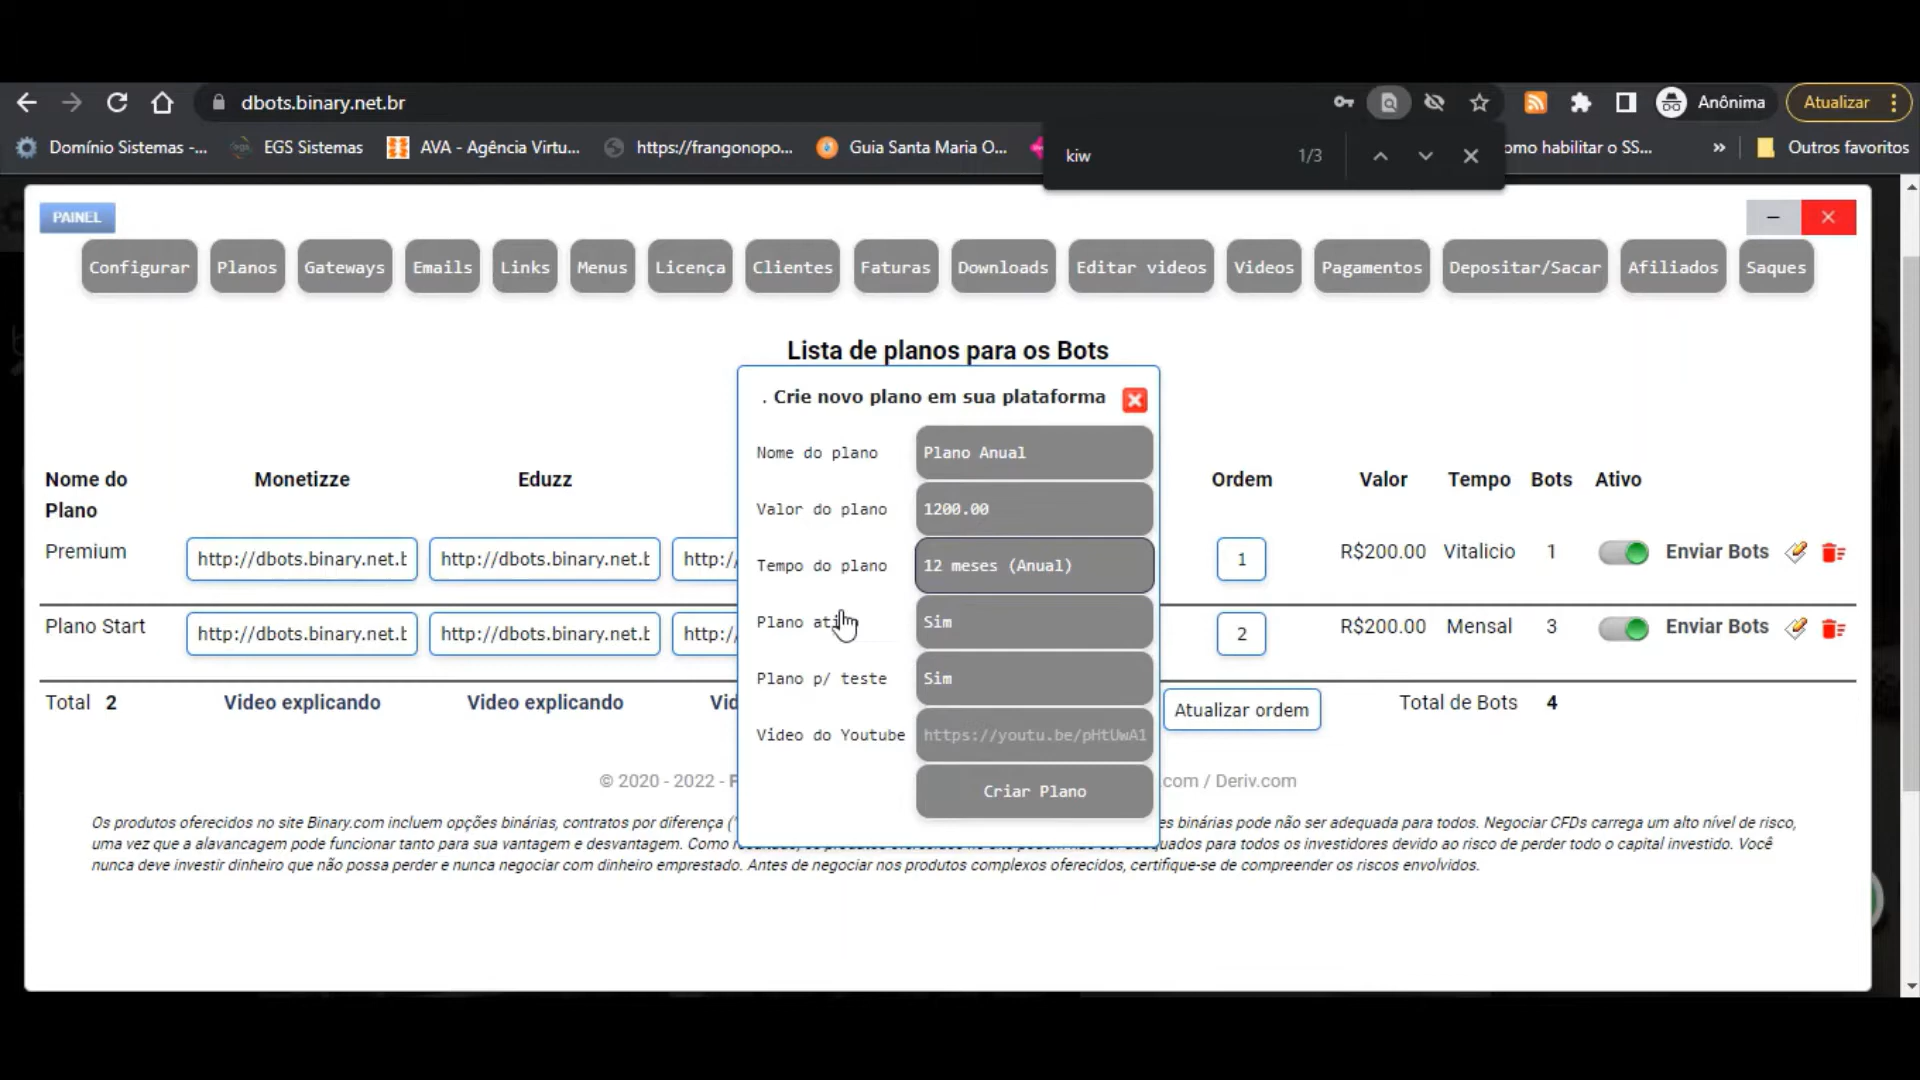 dbots.binary.net.br
Anônima
Atualizar
Domínio Sistemas -...
EGS Sistemas
AVA - Agência Virtu...
https://frangonopo...
Guia Santa Maria O...
omo habilitar o SS...
»
Outros favoritos
kiw
1/3
PAINEL
Configurar
Planos
Gateways
Emails
Links
Menus
Licença
Clientes
Faturas
Downloads
Editar videos
Videos
Pagamentos
Depositar/Sacar
Afiliados
Saques
Lista de planos para os Bots
. Crie novo plano em sua plataforma
Nome do plano
Plano Anual
Valor do plano
1200.00
Tempo do plano
12 meses (Anual)
Plano ati
Sim
Plano p/ teste
Sim
Video do Youtube
https://youtu.be/pHtUwA1
Criar Plano
Nome do Plano
Monetizze
Eduzz
Ordem
Valor
Tempo
Bots
Ativo
Premium
http://dbots.binary.net.b
http://dbots.binary.net.b
http:/
1
R$200.00
Vitalicio
1
Enviar Bots
Plano Start
http://dbots.binary.net.b
http://dbots.binary.net.b
http:/
2
R$200.00
Mensal
3
Enviar Bots
Total 2
Video explicando
Video explicando
Vid
Atualizar ordem
Total de Bots 4
© 2020 - 2022 -
.com / Deriv.com
Os produtos oferecidos no site Binary.com incluem opções binárias, contratos por diferença ("
es binárias pode não ser adequada para todos. Negociar CFDs carrega um alto nível de risco,
uma vez que a alavancagem pode funcionar tanto para sua vantagem e desvantagem. Como
quados para todos os investidores devido ao risco de perder todo o capital investido. Você
nunca deve investir dinheiro que não possa perder e nunca negociar com dinheiro emprestado. Antes de negociar nos produtos complexos oferecidos, certifique-se de compreender os riscos envolvidos.